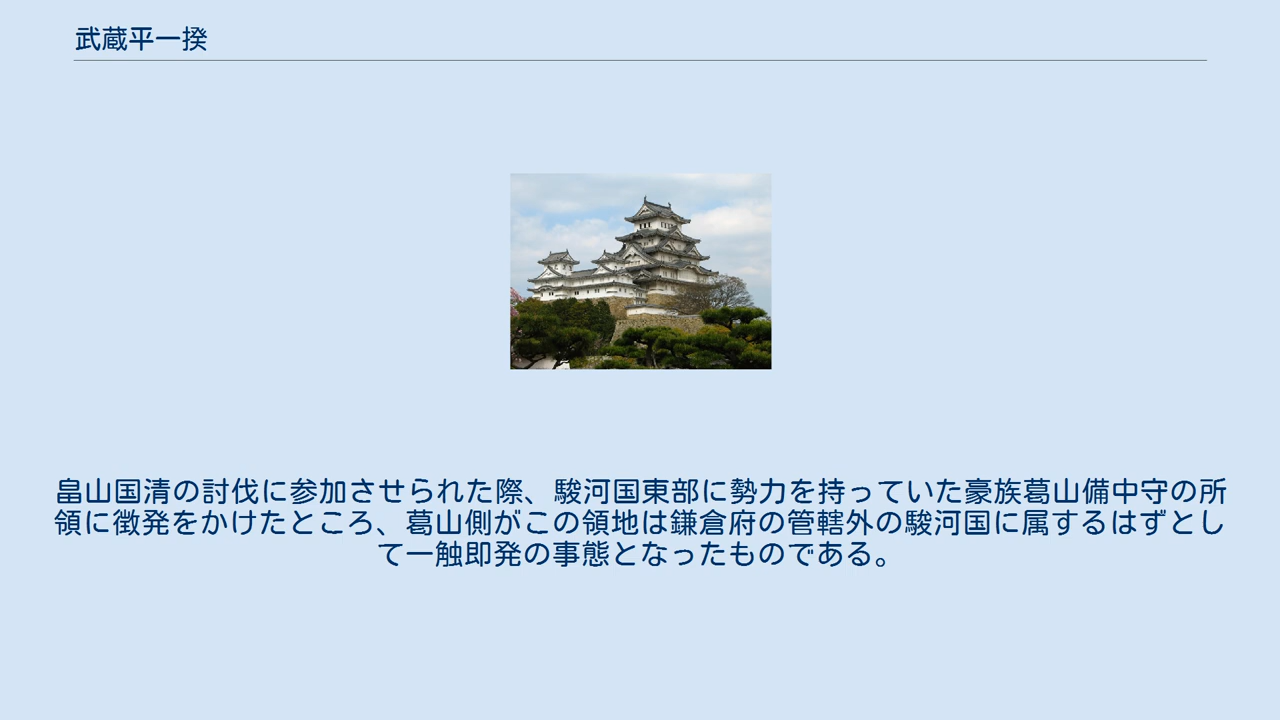 武蔵平一揆
畠山国清の討伐に参加させられた際、駿河国東部に勢力を持っていた豪族葛山備中守の所
領に徴発をかけたところ、葛山側がこの領地は鎌倉府の管轄外の駿河国に属するはずとし
て一触即発の事態となったものである。